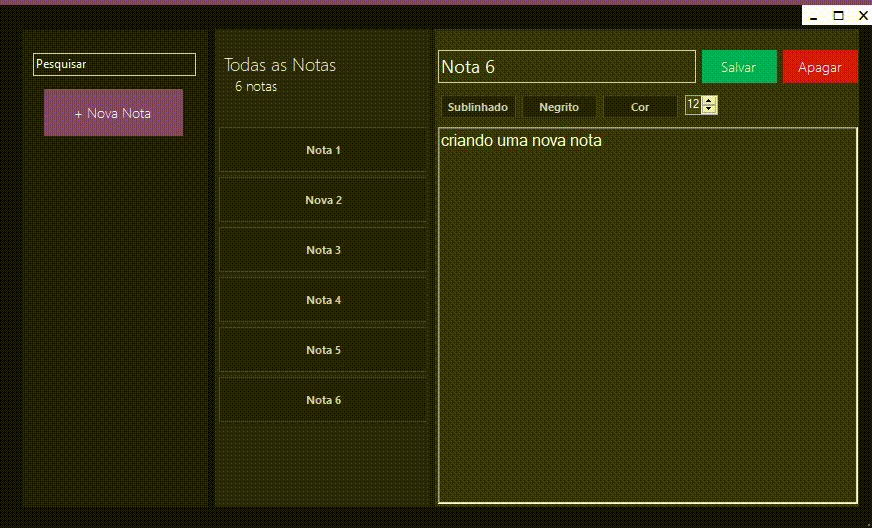 Pesquisar
+ Nova Nota
Todas as Notas
6 notas
Nota 1
Nova 2
Nota 3
Nota 4
Nota 5
Nota 6
Nota 6
Salvar
Apagar
Sublinhado
Negrito
Cor
12
criando uma nova nota